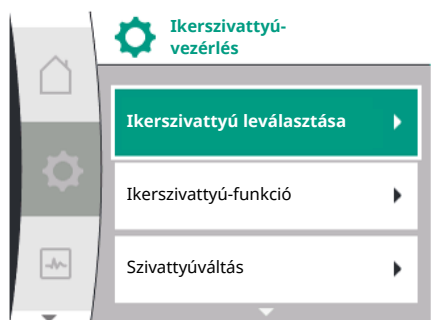 Ikerszivattyú-
vezérlés
Ikerszivattyú leválasztása
Ikerszivattyú-funkció
Szivattyúváltás